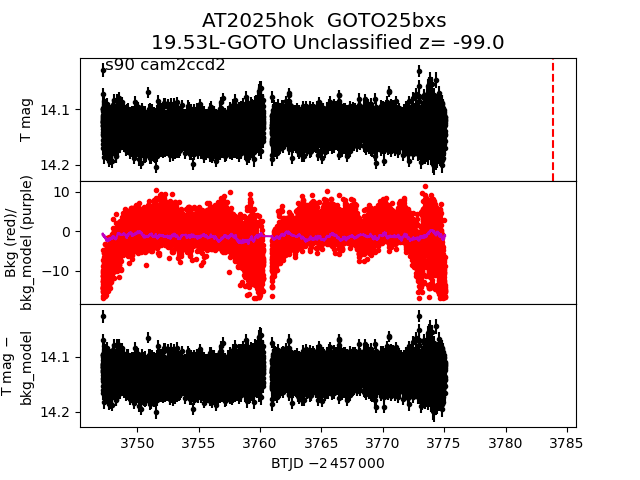 AT2025hok  GOTO25bxs
19.53L-GOTO Unclassified z= -99.0
s90 cam2ccd2
T mag
14.1
14.2
Bkg (red)/
bkg_model (purple)
10
0
−10
T mag −
bkg_model
14.1
14.2
3750 3755 3760 3765 3770 3775 3780 3785
BTJD −2 457 000